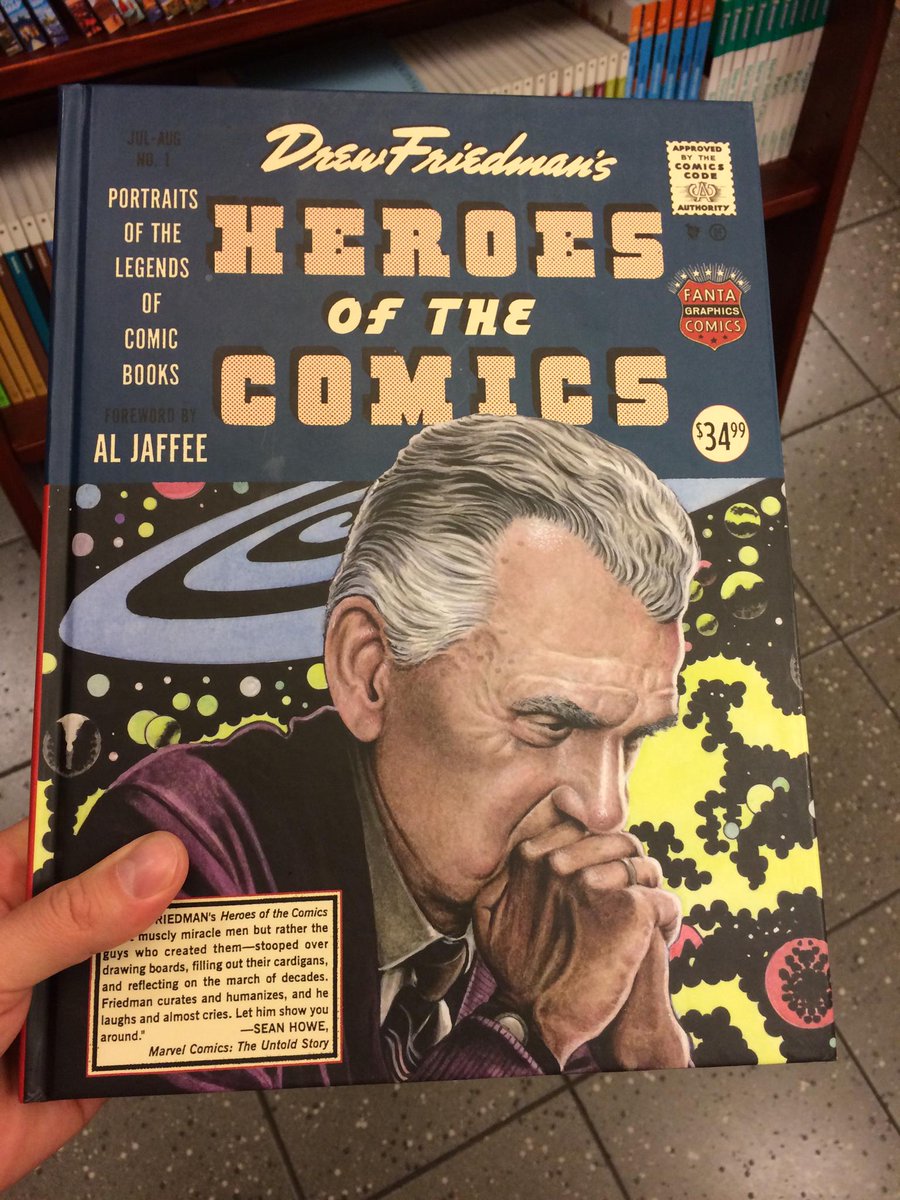 JUL-AUG
NO. 1
Drew Friedman's
PORTRAITS
OF THE
LEGENDS
OF
COMIC
BOOKS
HEROES
OF THE
COMICS
FOREWORD BY
AL JAFFEE
APPROVED
BY THE
COMICS
CODE
AUTHORITY
FANTA
GRAPHICS
COMICS
$34.99
RIEDMAN's Heroes of the Comics
muscly miracle men but rather the
guys who created them—stooped over
drawing boards, filling out their cardigans,
and reflecting on the march of decades.
Friedman curates and humanizes, and he
laughs and almost cries. Let him show you
around."
—SEAN HOWE,
Marvel Comics: The Untold Story